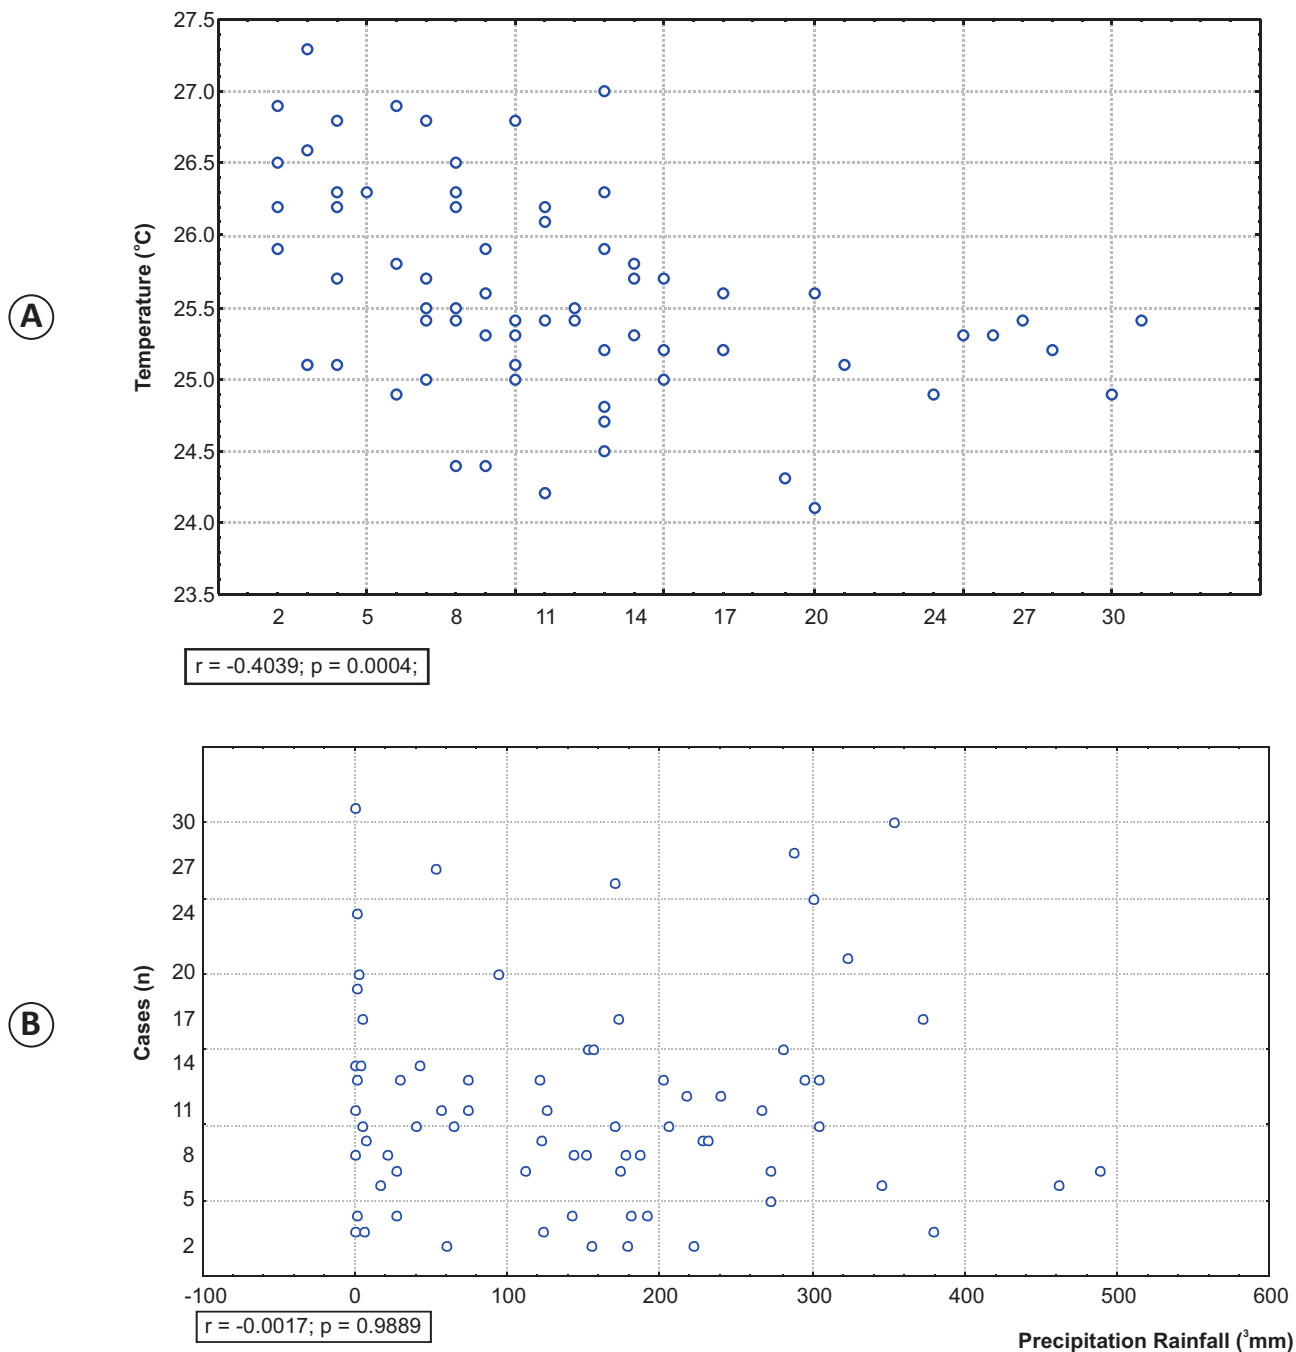 27.5
27.0
26.5
26.0
25.5
25.0
24.5
24.0
23.5
Temperature (°C)
A
2 5 8 11 14 17 20 24 27 30
r = -0.4039; p = 0.0004;
30
27
24
20
17
14
11
8
5
2
Cases (n)
B
-100 0 100 200 300 400 500 600
r = -0.0017; p = 0.9889
Precipitation Rainfall (³mm)